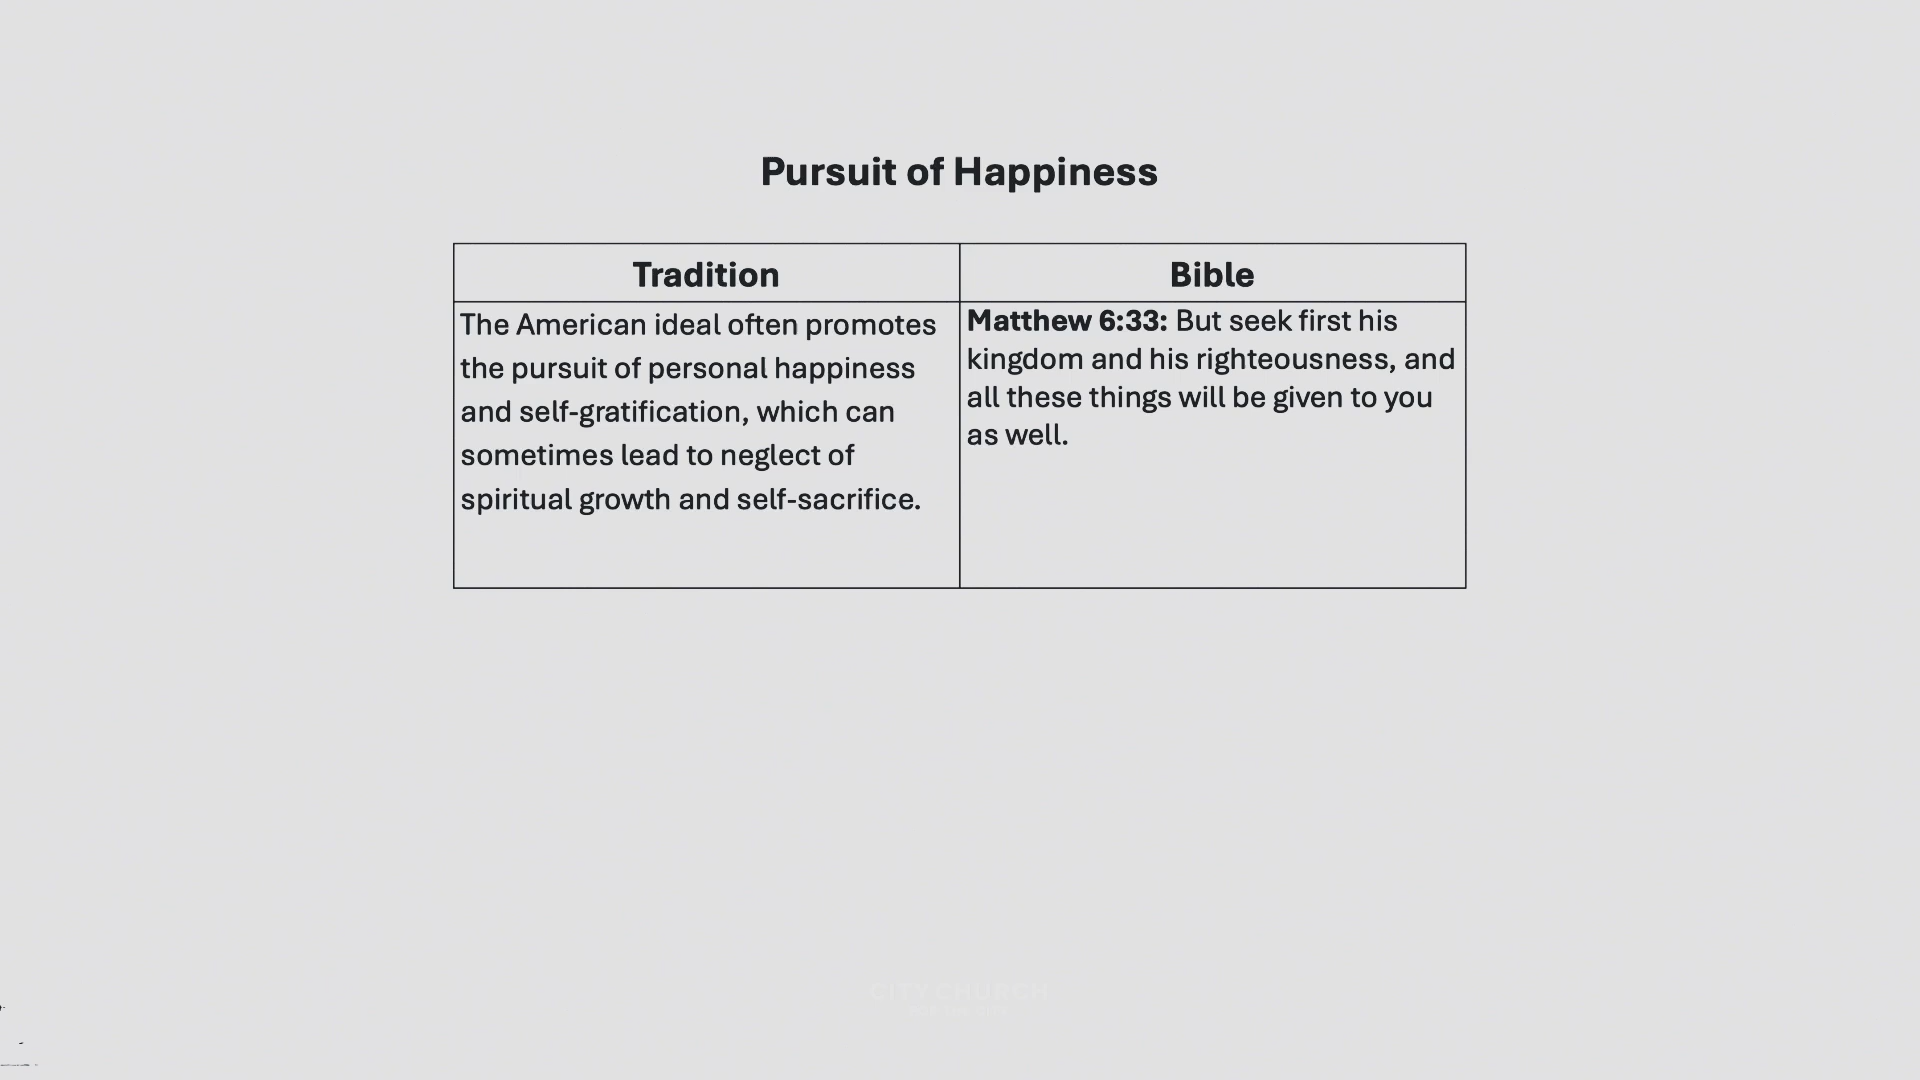 Pursuit of Happiness
Tradition
Bible
The American ideal often promotes
the pursuit of personal happiness
and self-gratification, which can
sometimes lead to neglect of
spiritual growth and self-sacrifice.
Matthew 6:33: But seek first his
kingdom and his righteousness, and
all these things will be given to you
as well.
CITY CHURCH